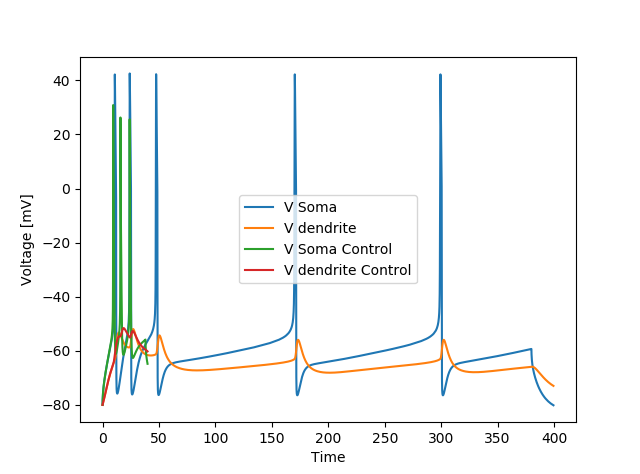 40
20
0
−20
−40
−60
−80
Voltage [mV]
V Soma
V dendrite
V Soma Control
V dendrite Control
0
50
100
150
200
250
300
350
400
Time